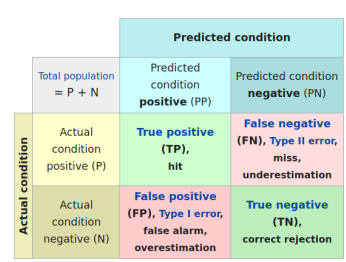 Predicted condition
Total population
= P + N
Predicted
condition
positive (PP)
Predicted condition
negative (PN)
Actual condition
Actual
condition
positive (P)
True positive
(TP),
hit
False negative
(FN), Type II error,
miss,
underestimation
Actual
condition
negative (N)
False positive
(FP), Type I error,
false alarm,
overestimation
True negative
(TN),
correct rejection